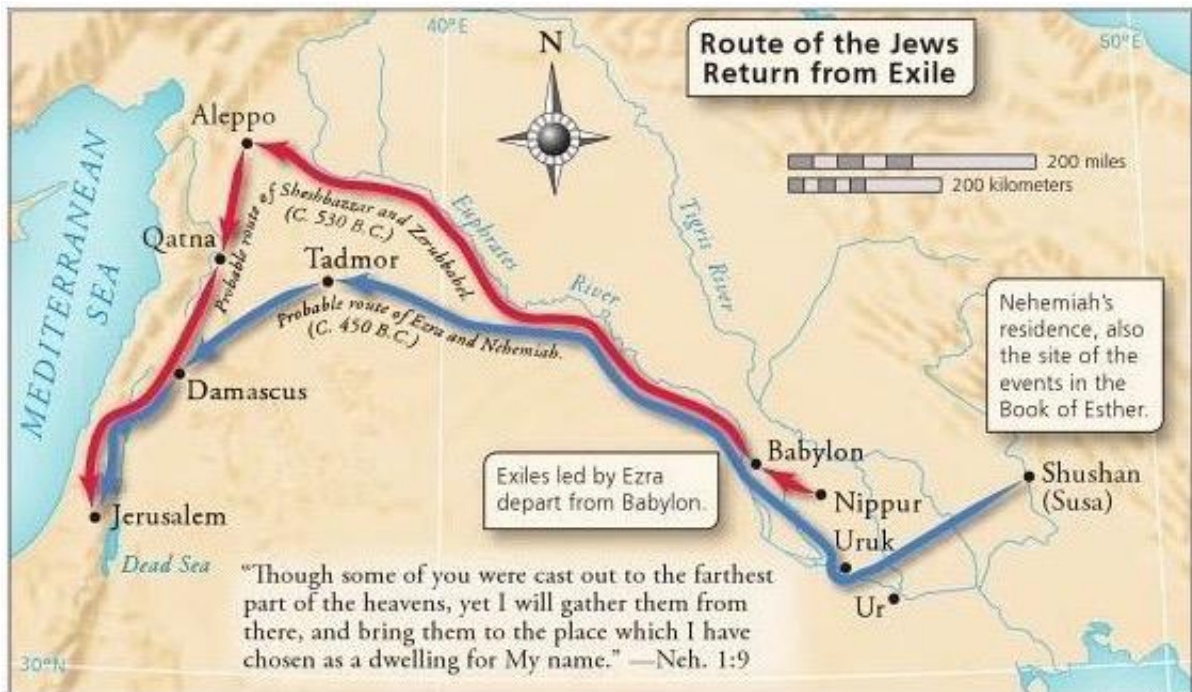 40°E
50°E
N
Route of the Jews
Return from Exile
200 miles
200 kilometers
Aleppo
MEDITERRANEAN
SEA
Probable route of Sheshbazzar and Zerubbabel.
(C. 530 B.C.)
Euphrates
River
Tigris River
Qatna
Tadmor
Probable route of Ezra and Nehemiah.
(C. 450 B.C.)
Nehemiah's
residence, also
the site of the
events in the
Book of Esther.
Damascus
Babylon
Exiles led by Ezra
depart from Babylon.
Nippur
Shushan
(Susa)
Jerusalem
Uruk
Dead Sea
Ur
"Though some of you were cast out to the farthest
part of the heavens, yet I will gather them from
there, and bring them to the place which I have
chosen as a dwelling for My name." —Neh. 1:9
30°N